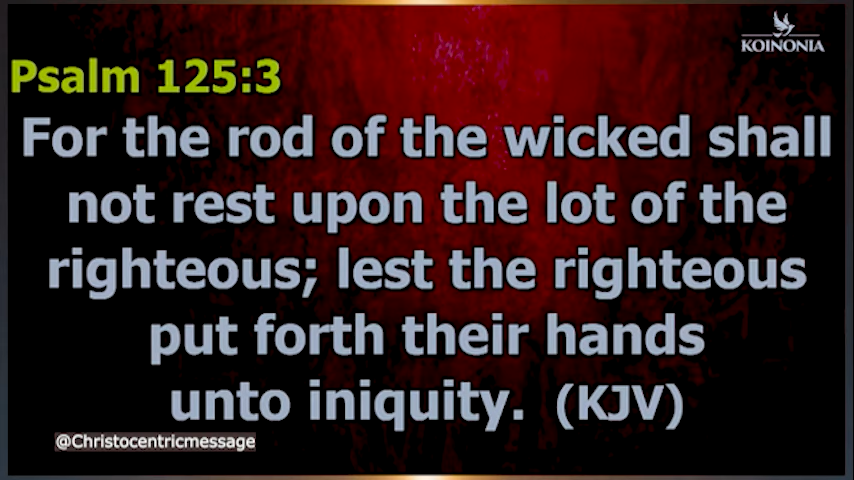 KOINONIA
Psalm 125:3
For the rod of the wicked shall
not rest upon the lot of the
righteous; lest the righteous
put forth their hands
unto iniquity. (KJV)
@Christocentricmessage